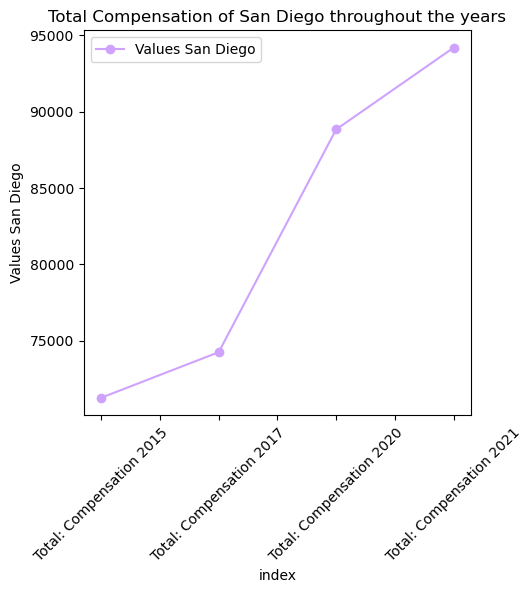 Total Compensation of San Diego throughout the years
Values San Diego
95000
90000
85000
80000
75000
Values San Diego
Total: Compensation 2015
Total: Compensation 2017
Total: Compensation 2020
Total: Compensation 2021
index